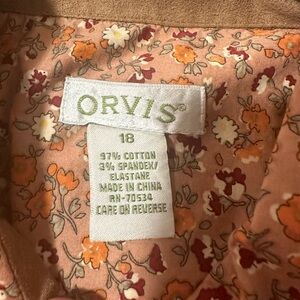 ORVIS®
18
97% COTTON
3% SPANDEX/
ELASTANE
MADE IN CHINA
RN-70534
CARE ON REVERSE